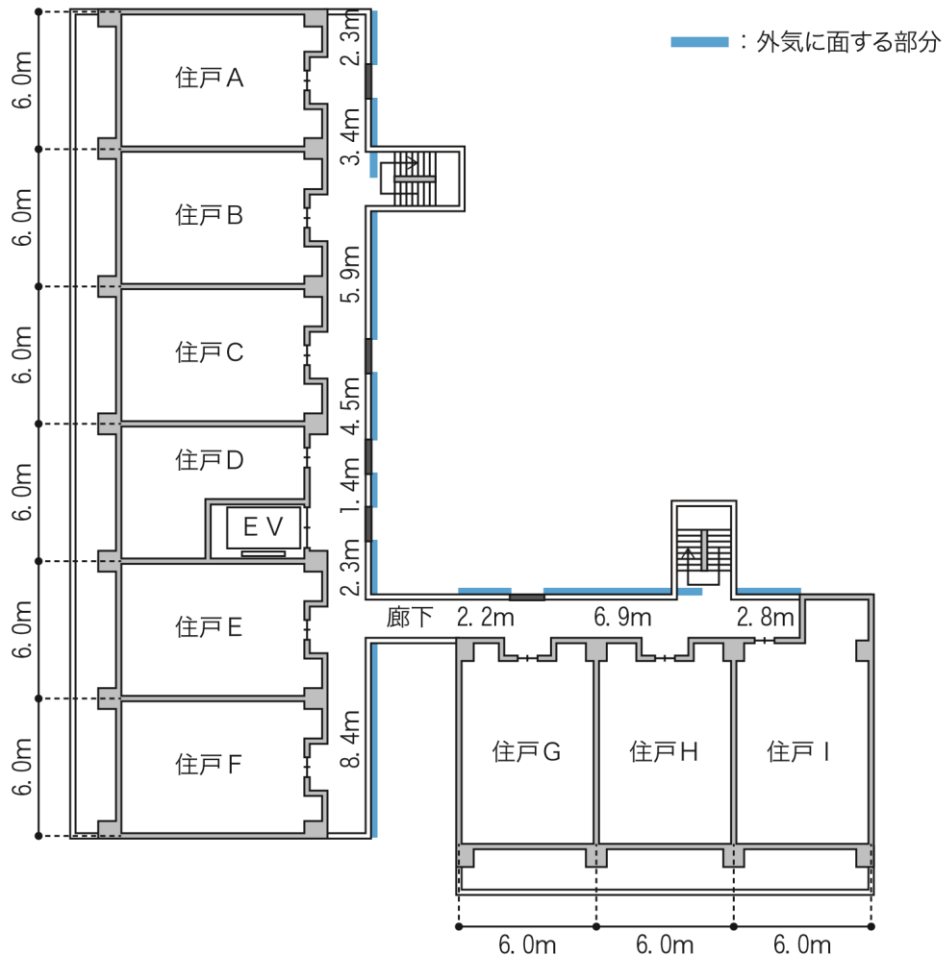 ：外気に面する部分
6.0m
6.0m
6.0m
6.0m
6.0m
6.0m
住戸A
住戸B
住戸C
住戸D
EV
住戸E
住戸F
2.3m
3.4m
5.9m
4.5m
1.4m
2.3m
8.4m
廊下
2.2m
6.9m
2.8m
住戸G
住戸H
住戸I
6.0m
6.0m
6.0m